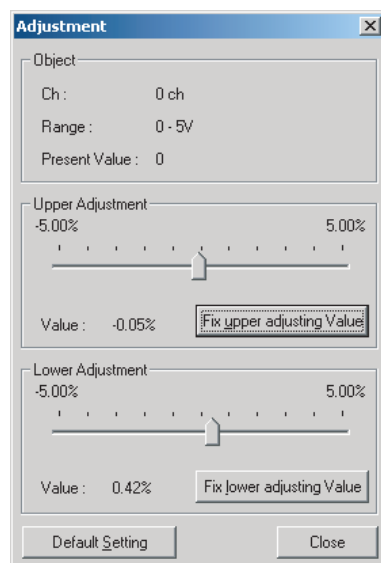 Adjustment
Object
Ch : 0 ch
Range : 0 - 5V
Present Value : 0
Upper Adjustment
-5.00% 5.00%
Value : -0.05% Fix upper adjusting Value
Lower Adjustment
-5.00% 5.00%
Value : 0.42% Fix lower adjusting Value
Default Setting Close